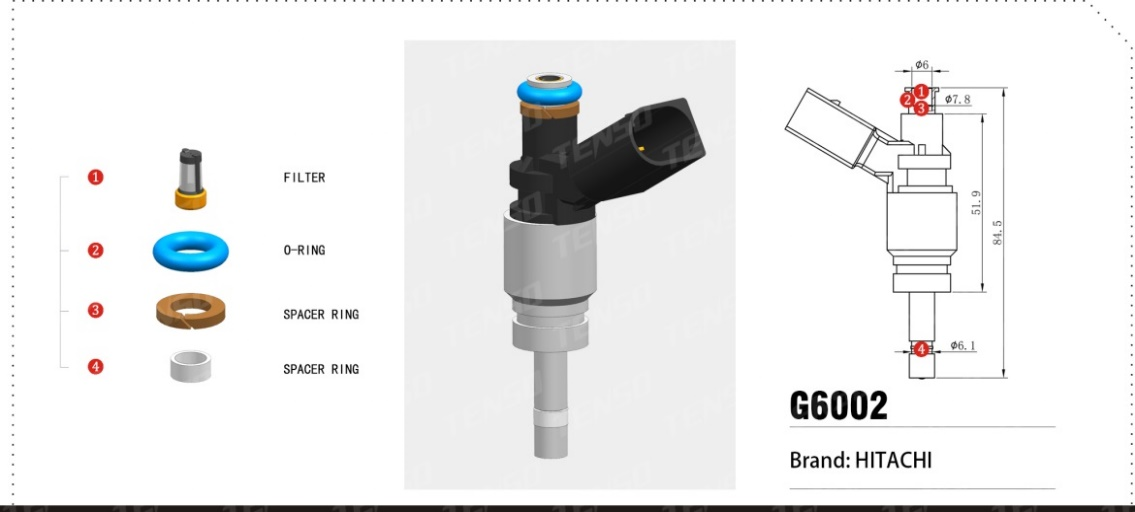 1 FILTER
2 O-RING
3 SPACER RING
4 SPACER RING
TENSO
Φ6
1
2
3
Φ7.8
51.9
84.5
4
Φ6.1
G6002
Brand: HITACHI